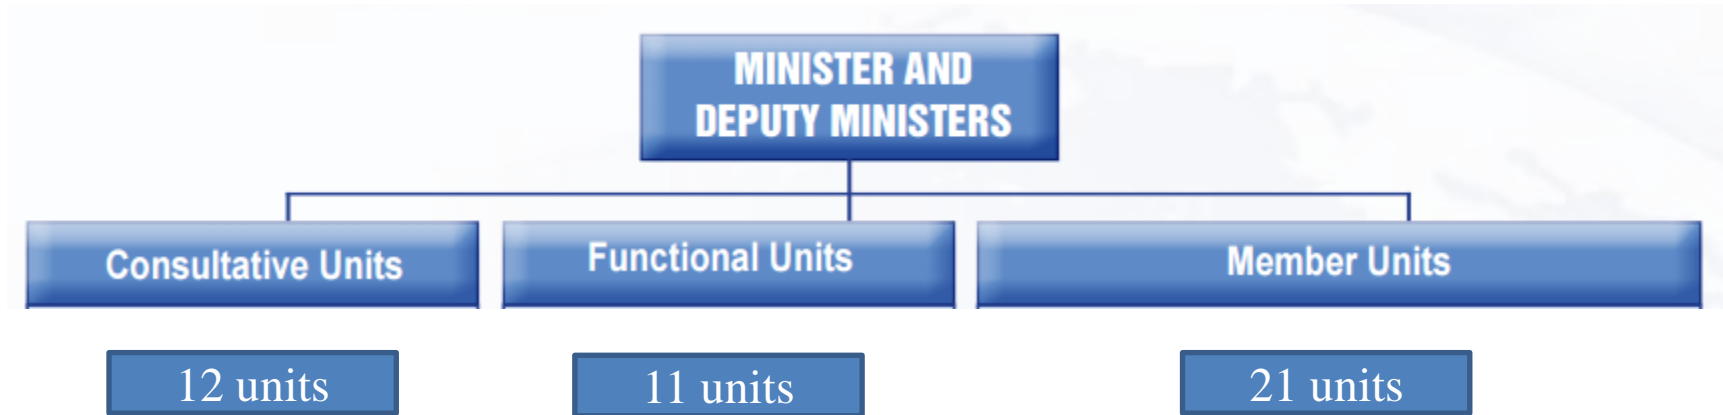 MINISTER AND
DEPUTY MINISTERS
Consultative Units
Functional Units
Member Units
12 units
11 units
21 units